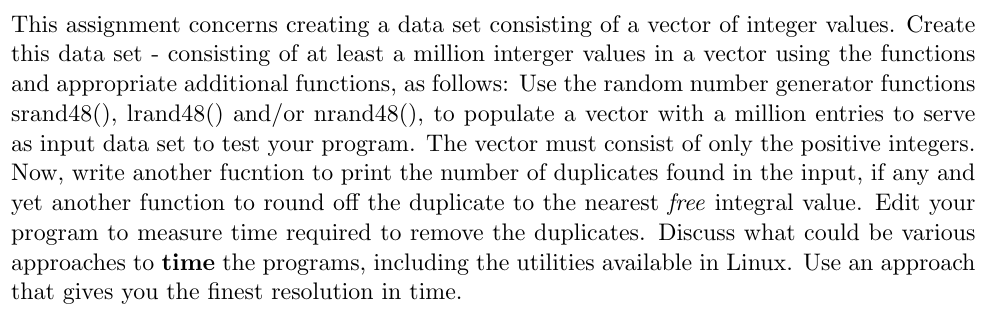 This assignment concerns creating a data set consisting of a vector of integer values. Create
this data set - consisting of at least a million interger values in a vector using the functions
and appropriate additional functions, as follows: Use the random number generator functions
srand48(), lrand48() and/or nrand48(), to populate a vector with a million entries to serve
as input data set to test your program. The vector must consist of only the positive integers.
Now, write another fucntion to print the number of duplicates found in the input, if any and
yet another function to round off the duplicate to the nearest free integral value. Edit your
program to measure time required to remove the duplicates. Discuss what could be various
approaches to time the programs, including the utilities available in Linux. Use an approach
that gives you the finest resolution in time.